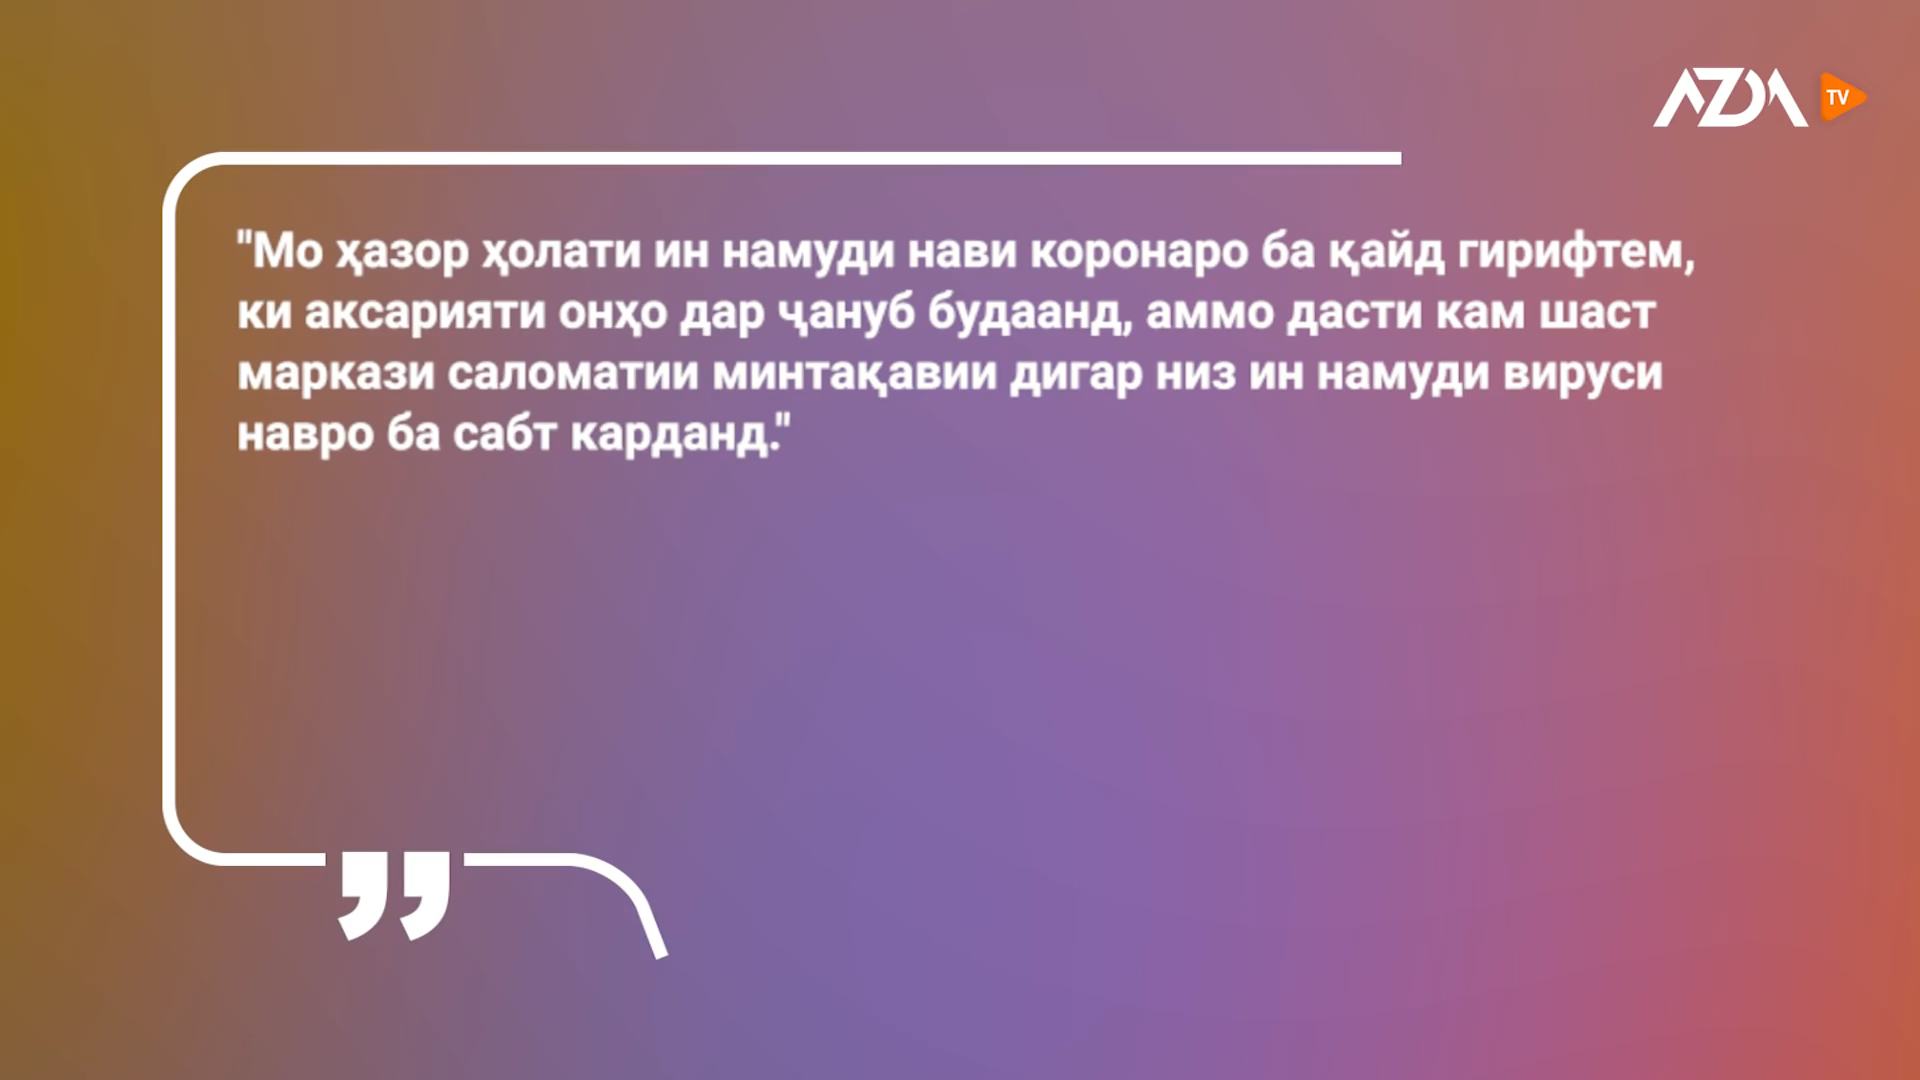 AZDA TV
"Мо ҳазор ҳолати ин намуди нави коронаро ба қайд гирифтем,
ки аксарияти онҳо дар ҷануб будаанд, аммо дасти кам шаст
маркази саломатии минтақавии дигар низ ин намуди вируси
навро ба сабт карданд."